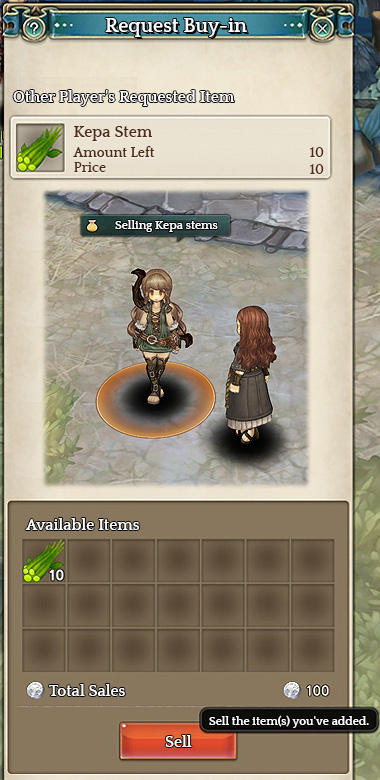 Request Buy-in
Other Player's Requested Item
Kepa Stem
Amount Left 10
Price 10
Selling Kepa stems
Available Items
10
Total Sales 100
Sell the item(s) you've added.
Sell